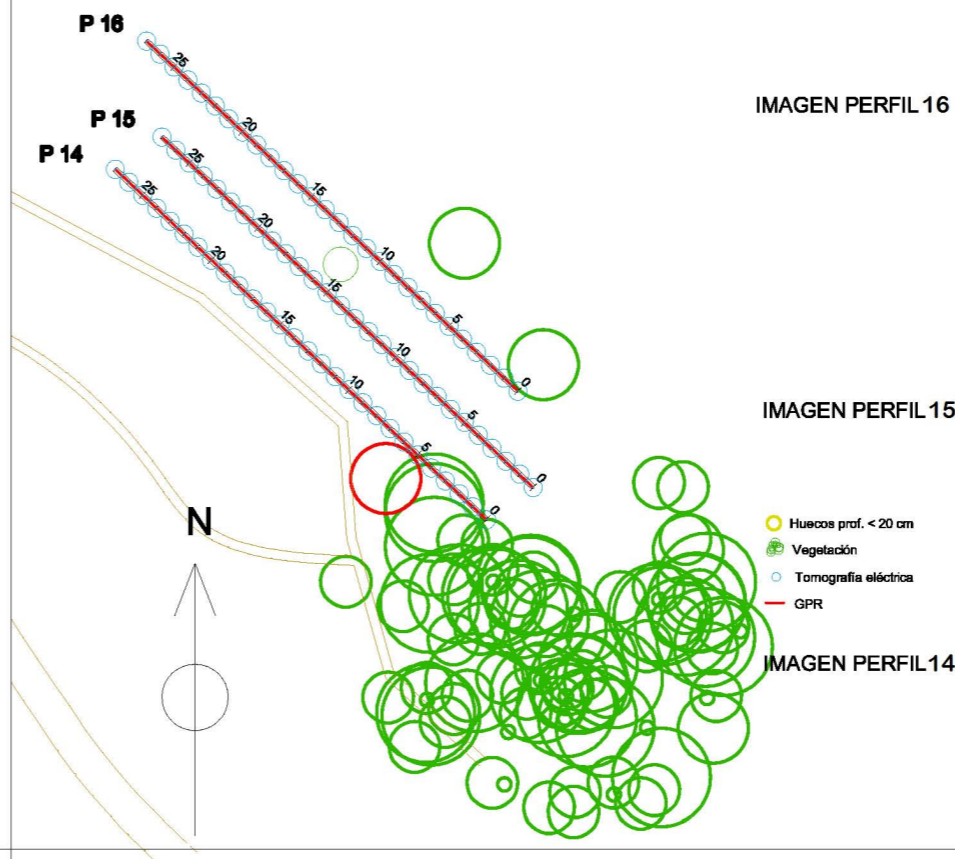 P 16
25
20
15
10
5
0
IMAGEN PERFIL 16
P 15
25
20
15
10
5
0
IMAGEN PERFIL 15
P 14
25
20
15
10
5
0
N
Huecos prof. < 20 cm
Vegetación
Tomografía eléctrica
GPR
IMAGEN PERFIL 14